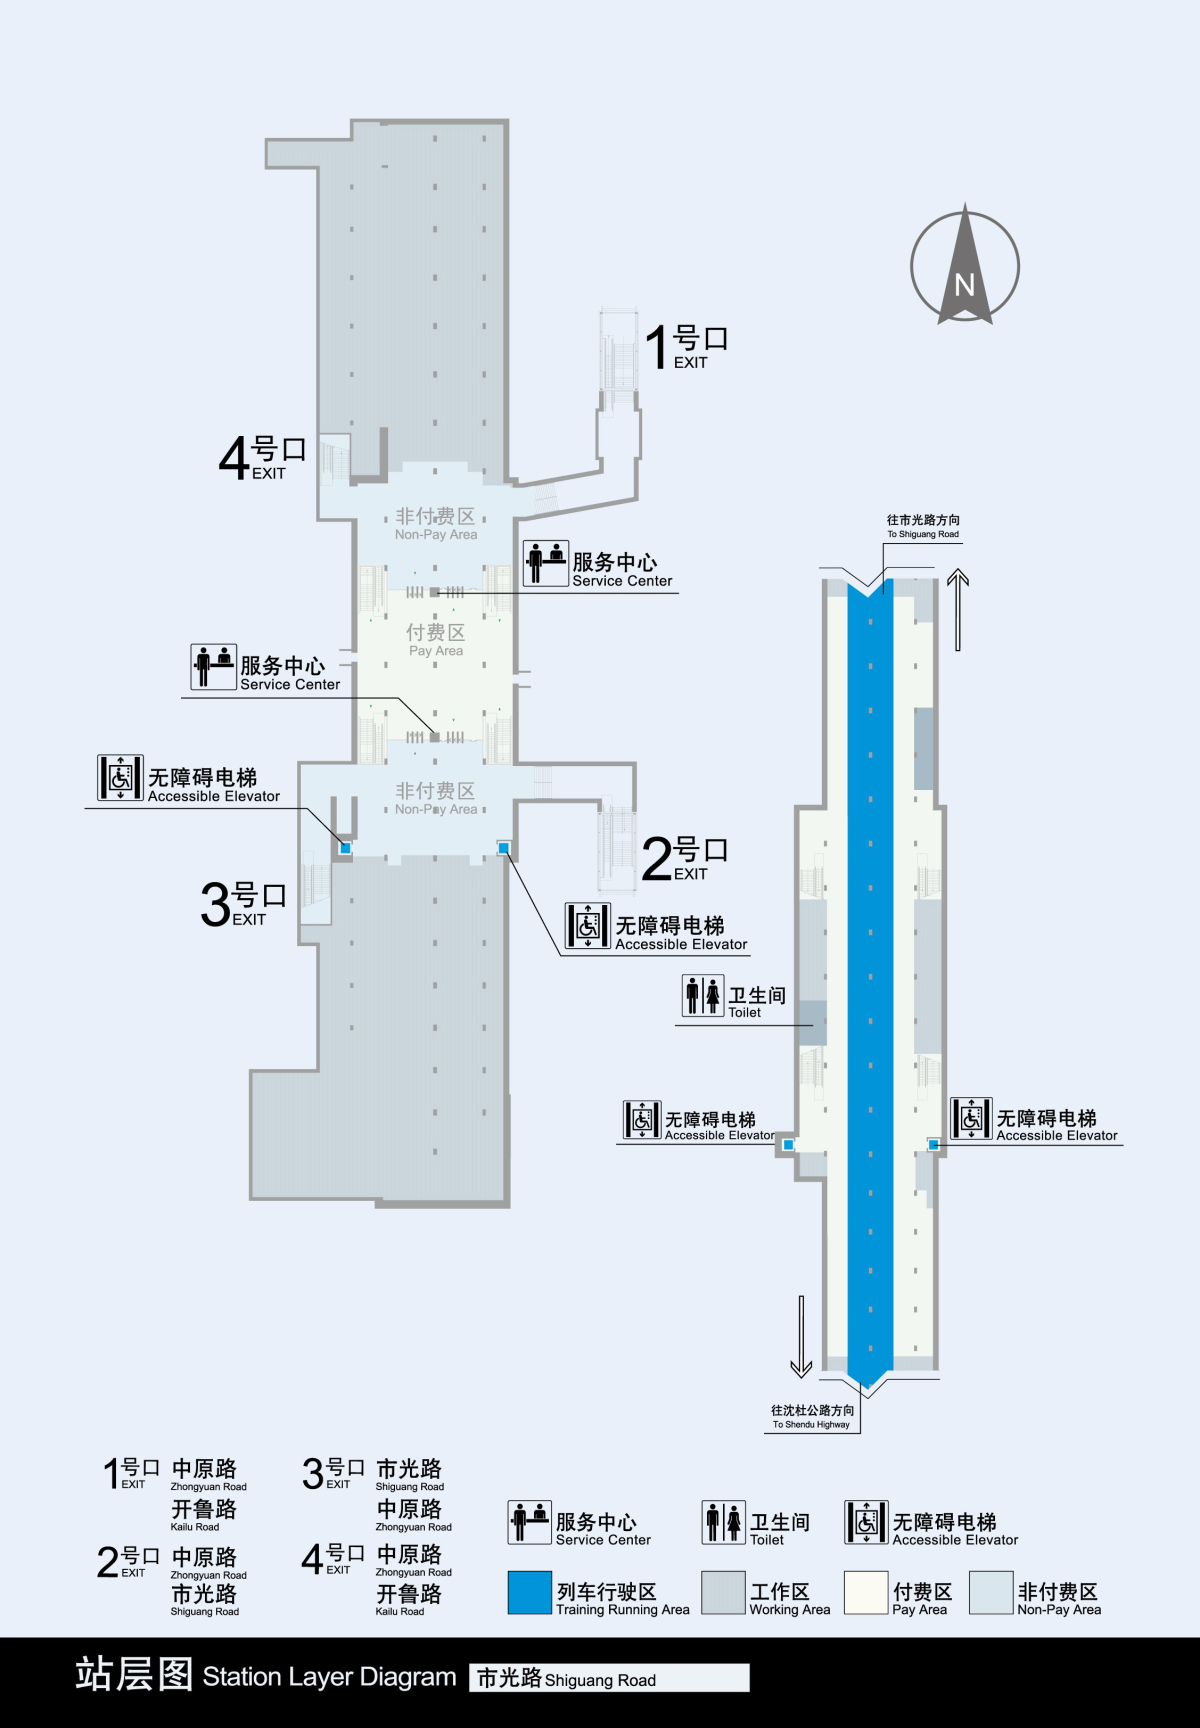 N
1号口
EXIT
4号口
EXIT
非付费区
Non-Pay Area
往市光路方向
To Shiguang Road
服务中心
Service Center
付费区
Pay Area
服务中心
Service Center
无障碍电梯
Accessible Elevator
非付费区
Non-Pay Area
2号口
EXIT
3号口
EXIT
无障碍电梯
Accessible Elevator
卫生间
Toilet
无障碍电梯
Accessible Elevator
无障碍电梯
Accessible Elevator
往沈杜公路方向
To Shendu Highway
1号口 中原路
EXIT Zhongyuan Road
开鲁路
Kailu Road
2号口 中原路
EXIT Zhongyuan Road
市光路
Shiguang Road
3号口 市光路
EXIT Shiguang Road
中原路
Zhongyuan Road
4号口 中原路
EXIT Zhongyuan Road
开鲁路
Kailu Road
服务中心
Service Center
卫生间
Toilet
无障碍电梯
Accessible Elevator
列车行驶区
Training Running Area
工作区
Working Area
付费区
Pay Area
非付费区
Non-Pay Area
站层图 Station Layer Diagram 市光路 Shiguang Road